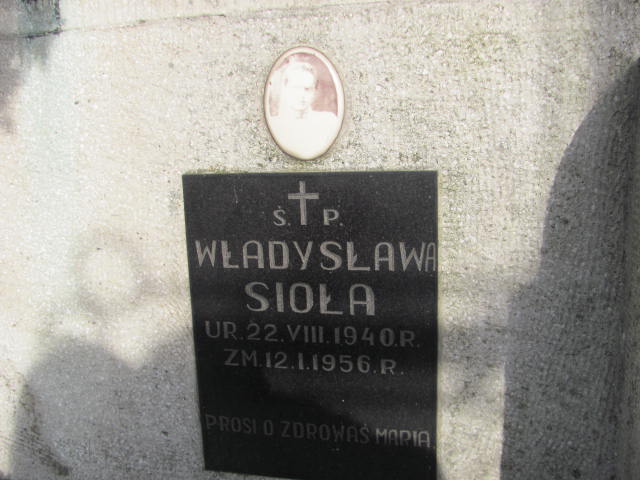 Ś. P.
WŁADYSŁAWA
SIOŁA
UR. 22. VIII. 1940. R.
ZM. 12. I. 1956. R.
PROSI O ZDROWAŚ MARIA